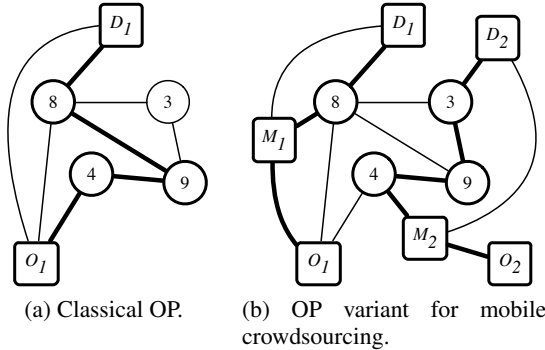 D1
8
3
4
9
O1
(a) Classical OP.
D1
D2
8
3
M1
4
9
M2
O1
O2
(b) OP variant for mobile
crowdsourcing.